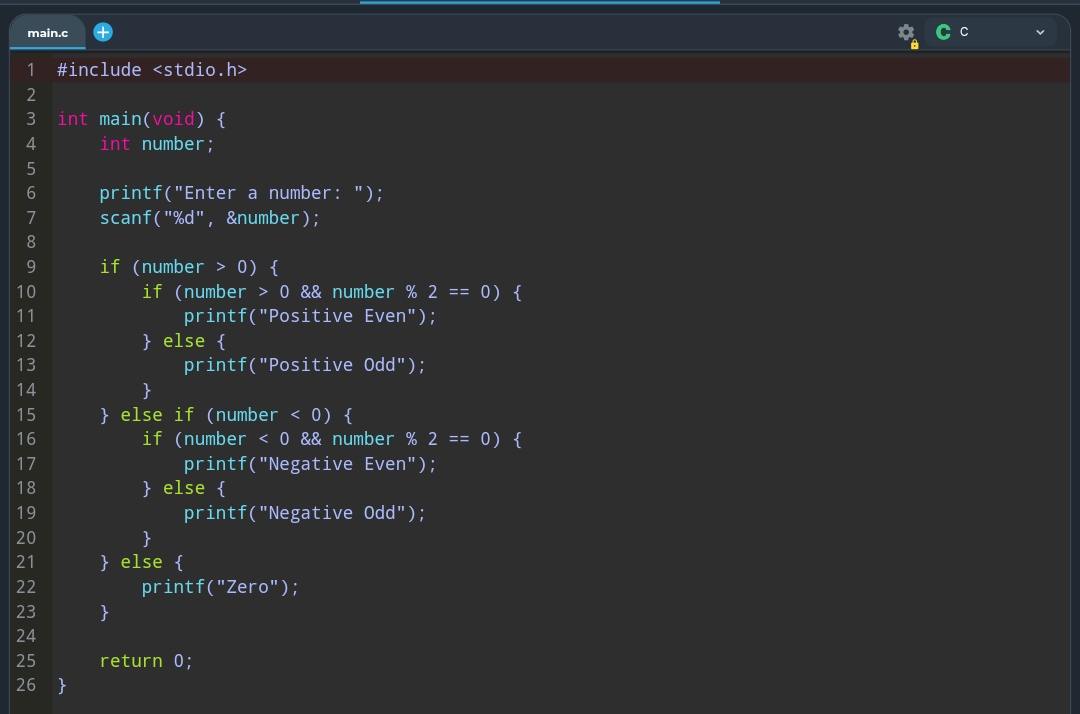 main.c
C
1 #include <stdio.h>
2
3 int main(void) {
4     int number;
5
6     printf("Enter a number: ");
7     scanf("%d", &number);
8
9     if (number > 0) {
10         if (number > 0 && number % 2 == 0) {
11             printf("Positive Even");
12         } else {
13             printf("Positive Odd");
14         }
15     } else if (number < 0) {
16         if (number < 0 && number % 2 == 0) {
17             printf("Negative Even");
18         } else {
19             printf("Negative Odd");
20         }
21     } else {
22         printf("Zero");
23     }
24
25     return 0;
26 }